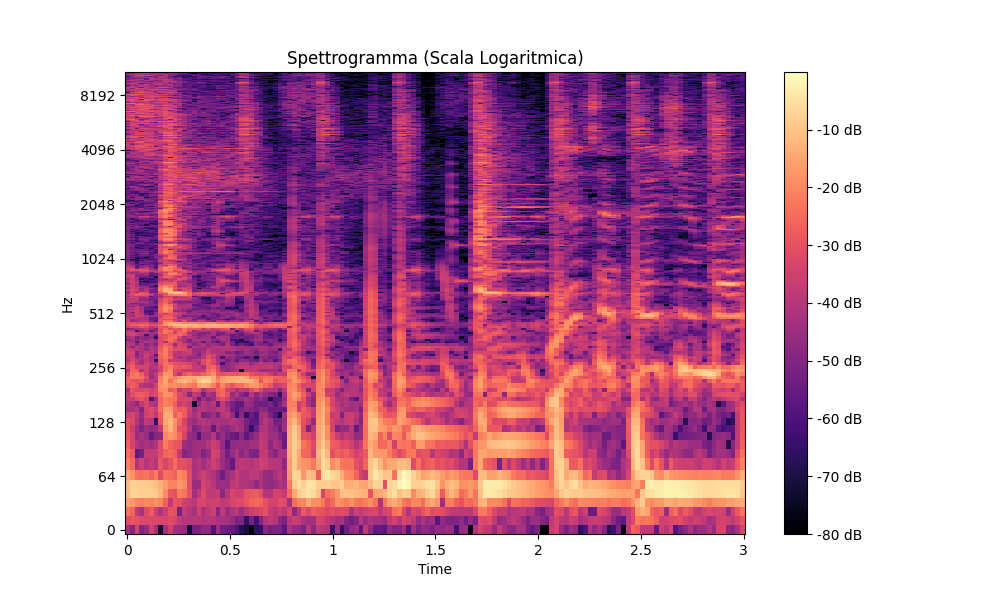 Spettrogramma (Scala Logaritmica)
Hz
8192
4096
2048
1024
512
256
128
64
0
0
0.5
1
1.5
2
2.5
3
Time
-10 dB
-20 dB
-30 dB
-40 dB
-50 dB
-60 dB
-70 dB
-80 dB